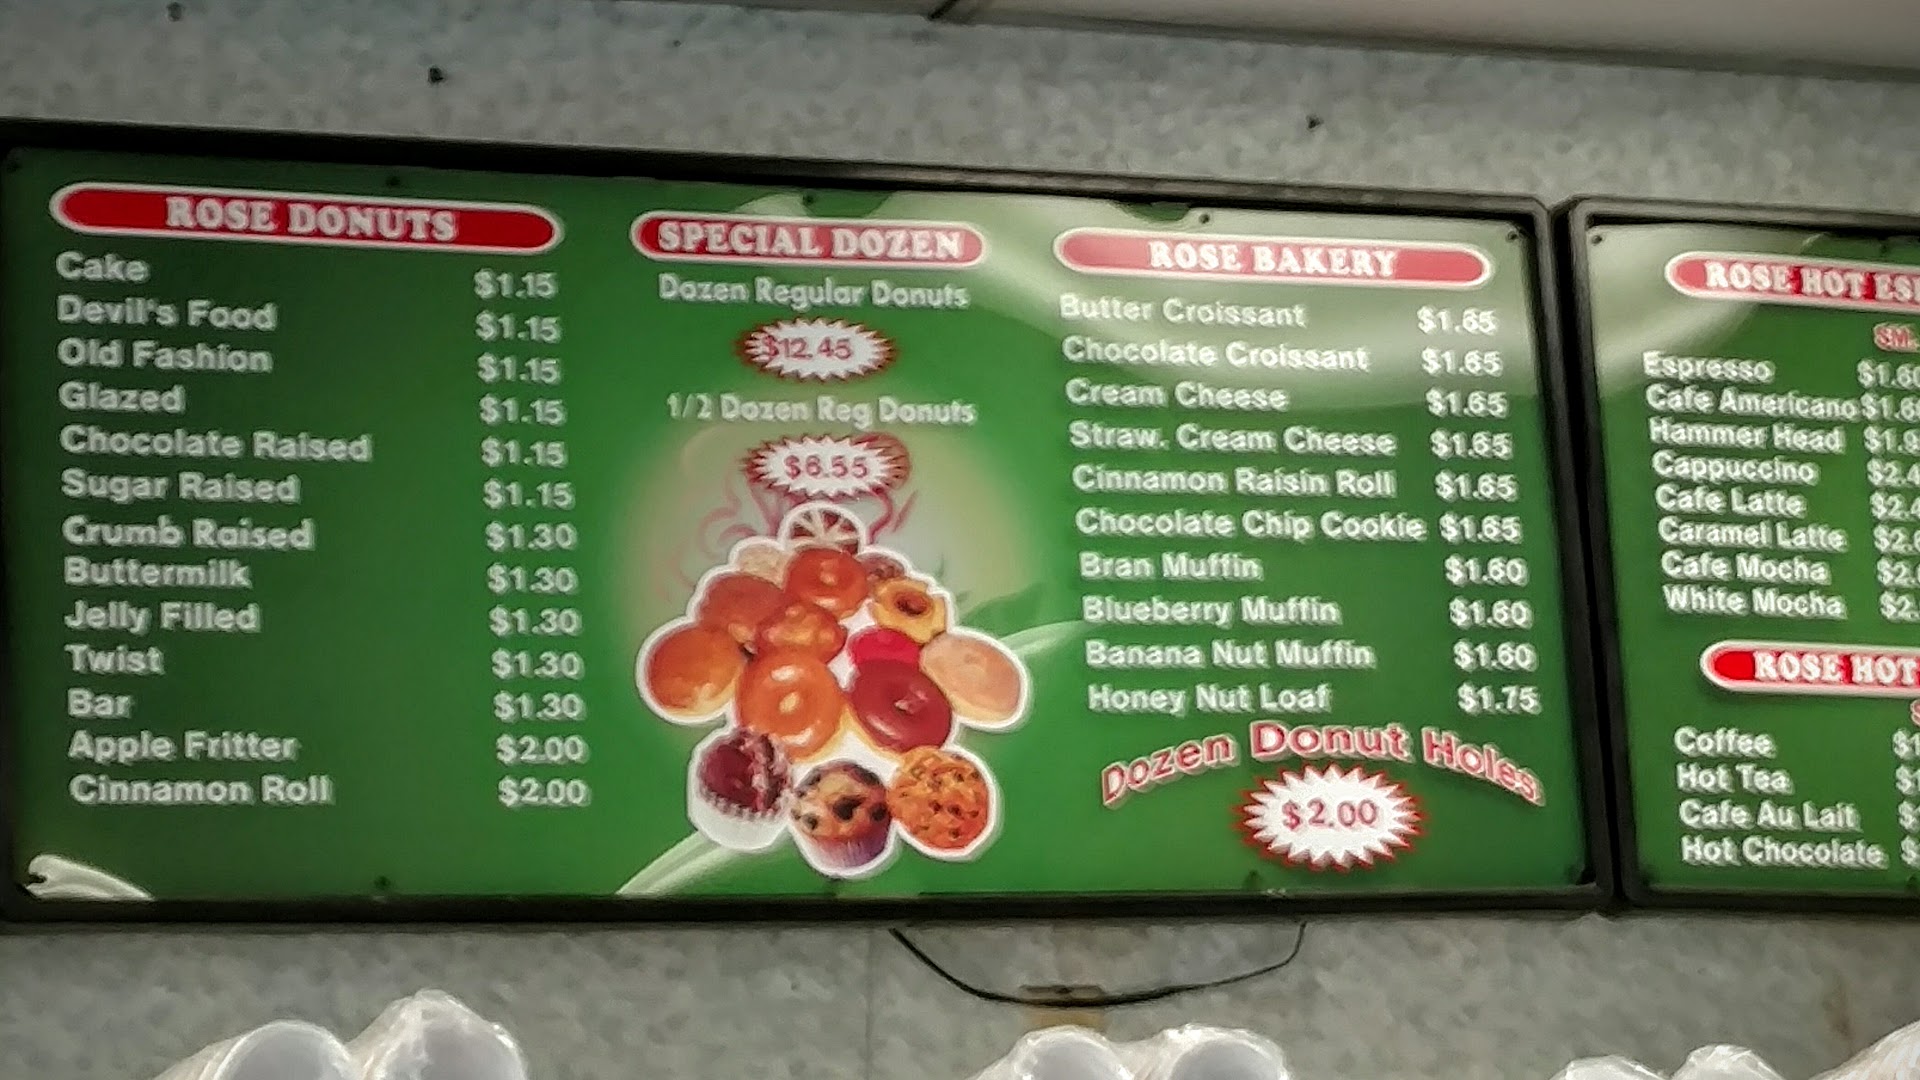 ROSE DONUTS
Cake $1.15
Devil's Food $1.15
Old Fashion $1.15
Glazed $1.15
Chocolate Raised $1.15
Sugar Raised $1.15
Crumb Raised $1.30
Buttermilk $1.30
Jelly Filled $1.30
Twist $1.30
Bar $1.30
Apple Fritter $2.00
Cinnamon Roll $2.00
SPECIAL DOZEN
Dozen Regular Donuts
$12.45
1/2 Dozen Reg Donuts
$6.55
ROSE BAKERY
Butter Croissant $1.65
Chocolate Croissant $1.65
Cream Cheese $1.65
Straw. Cream Cheese $1.65
Cinnamon Raisin Roll $1.65
Chocolate Chip Cookie $1.65
Bran Muffin $1.60
Blueberry Muffin $1.60
Banana Nut Muffin $1.60
Honey Nut Loaf $1.75
Dozen Donut Holes
$2.00
ROSE HOT
SM.
Espresso
Cafe Americano
Hammer Head
Cappuccino
Cafe Latte
Caramel Latte
Cafe Mocha
White Mocha
ROSE HOT
Coffee
Hot Tea
Cafe Au Lait
Hot Chocolate